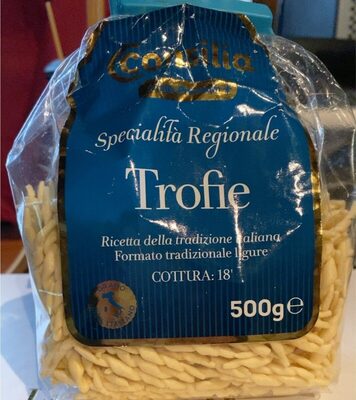 Specialità Regionale
Trofie
Ricetta della tradizione italiana
Formato tradizionale ligure
COTTURA: 18'
500g e